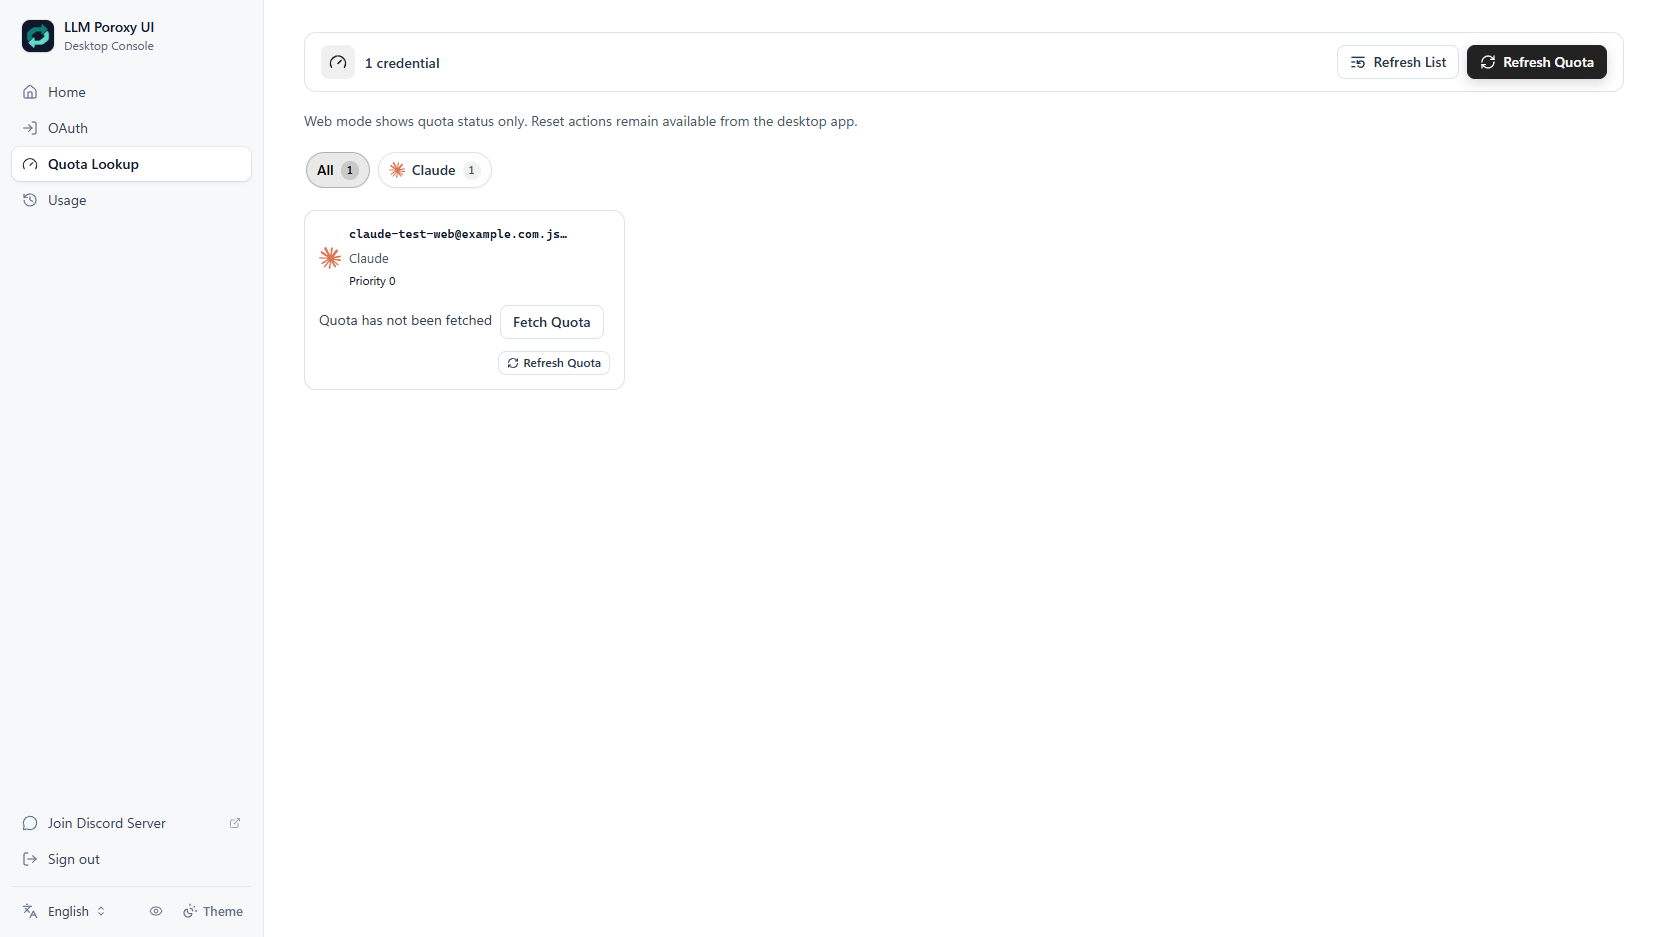 LLM Poroxy UI
Desktop Console
Home
OAuth
Quota Lookup
Usage
Join Discord Server
Sign out
English
Theme
1 credential
Refresh List
Refresh Quota
Web mode shows quota status only. Reset actions remain available from the desktop app.
All 1
Claude 1
claude-test-web@example.com.js…
Claude
Priority 0
Quota has not been fetched
Fetch Quota
Refresh Quota